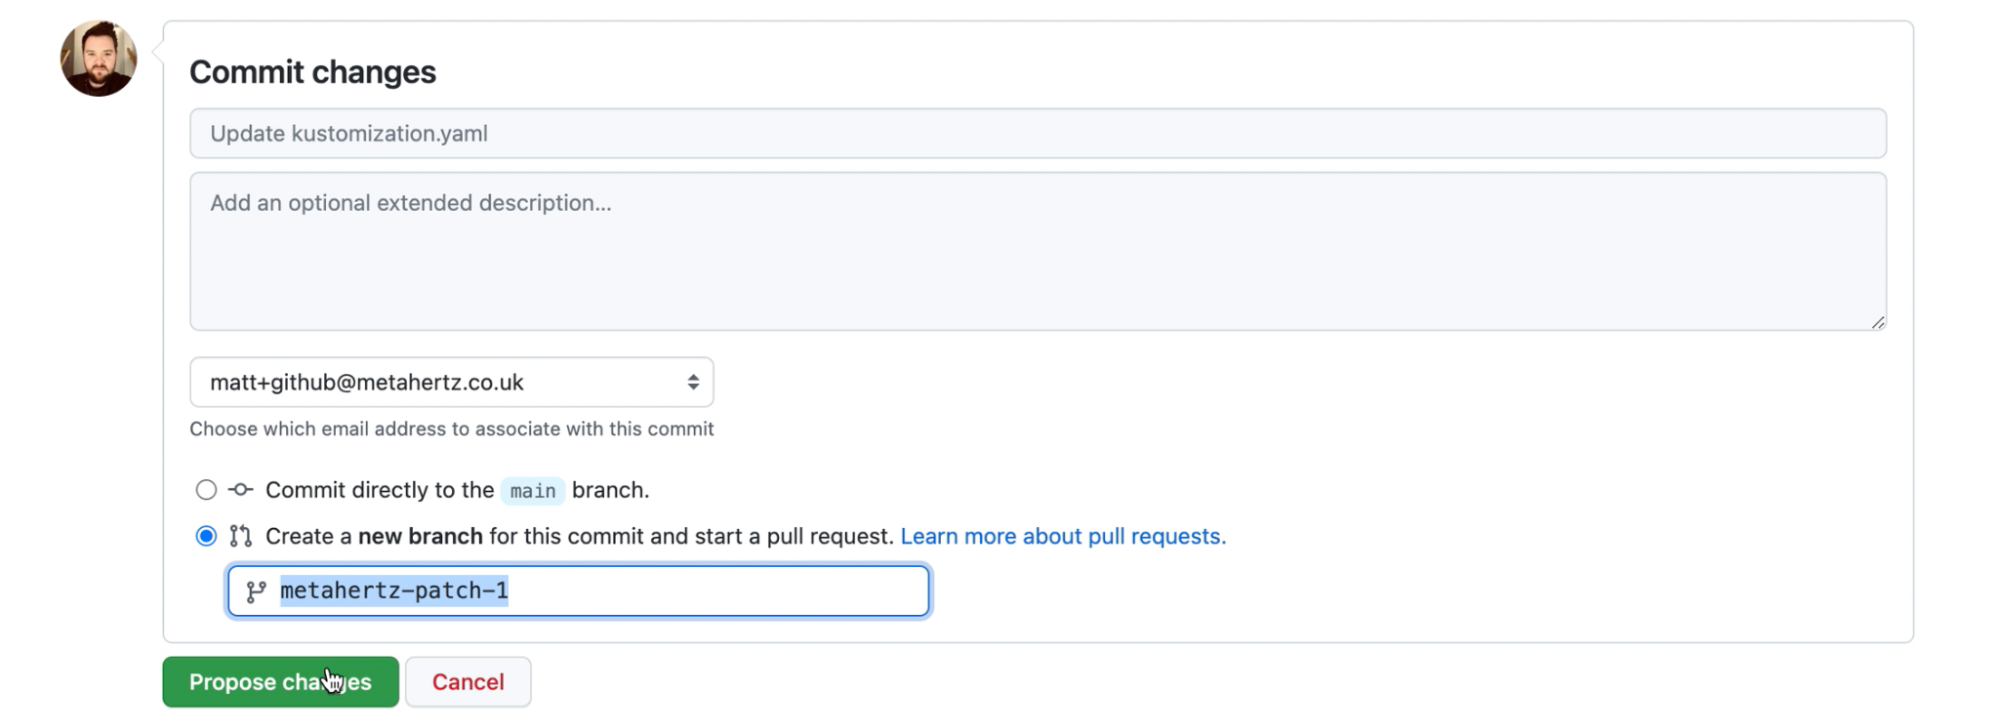 Commit changes
Update kustomization.yaml
Add an optional extended description...
matt+github@metahertz.co.uk
Choose which email address to associate with this commit
Commit directly to the main branch.
Create a new branch for this commit and start a pull request. Learn more about pull requests.
metahertz-patch-1
Propose changes Cancel